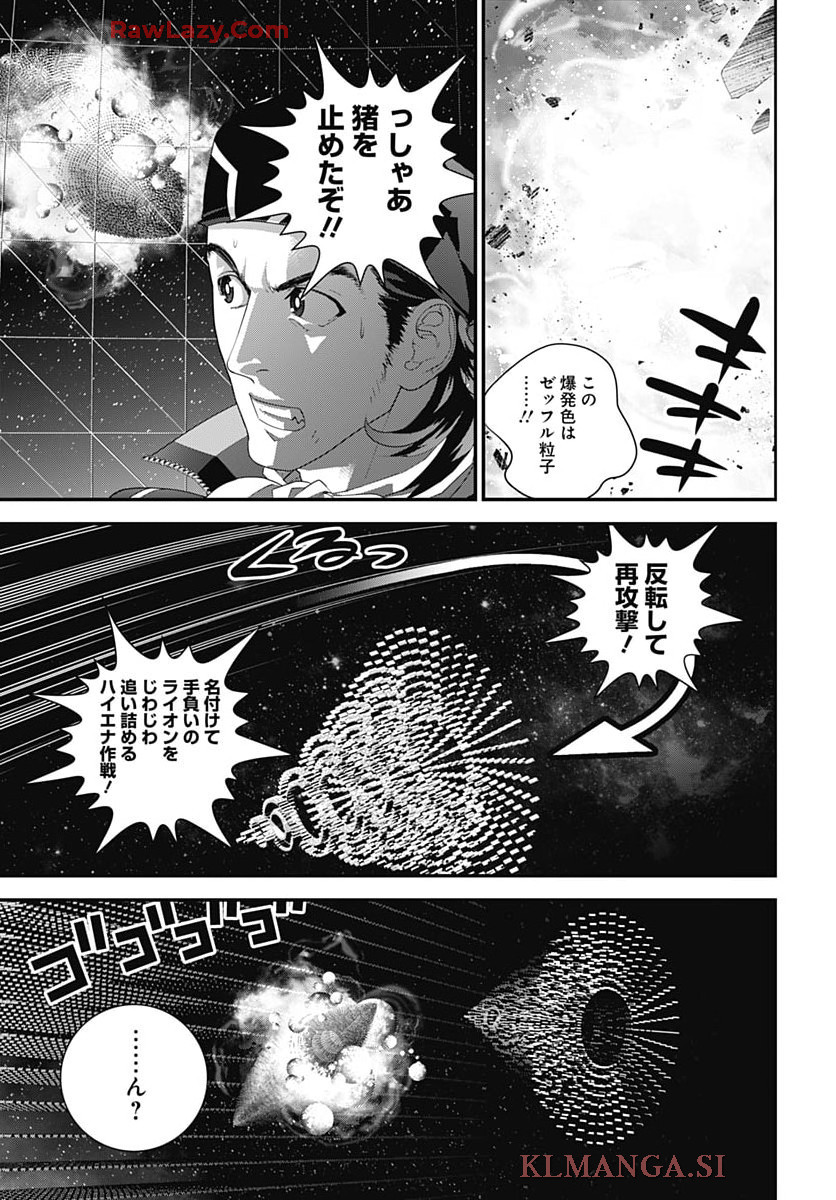 RawLazy.Com
この
爆発色は
ゼッフル粒子
……!!
キキキ
っしゃあ
猪を
止めたぞ!!
反転して
再攻撃!
くるっ
名付けて
手負いの
ライオンを
じわじわ
追い詰める
ハイエナ作戦!
ゴゴゴゴ
……ん?
KLMANGA.SI